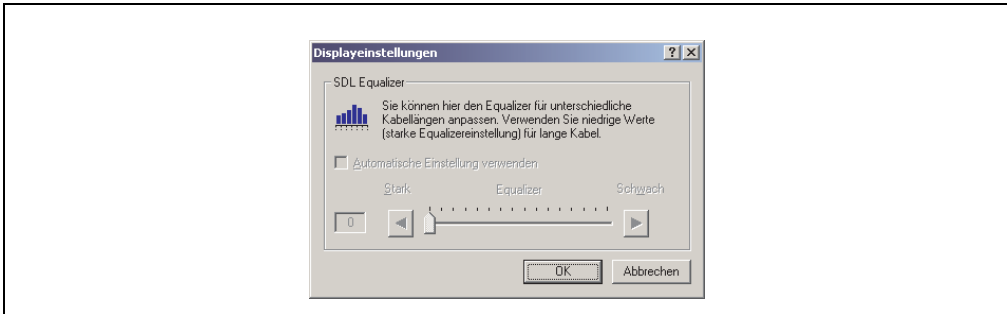 Displayeinstellungen
SDL Equalizer
Sie können hier den Equalizer für unterschiedliche
Kabellängen anpassen. Verwenden Sie niedrige Werte
(starke Equalizereinstellung) für lange Kabel.
Automatische Einstellung verwenden
Stark Equalizer Schwach
0
OK Abbrechen